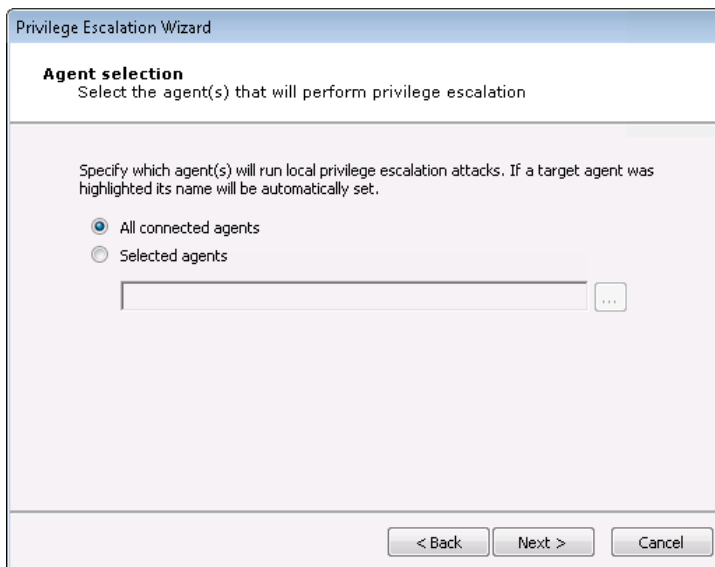 Privilege Escalation Wizard
Agent selection
Select the agent(s) that will perform privilege escalation
Specify which agent(s) will run local privilege escalation attacks. If a target agent was
highlighted its name will be automatically set.
All connected agents
Selected agents
...
< Back Next > Cancel